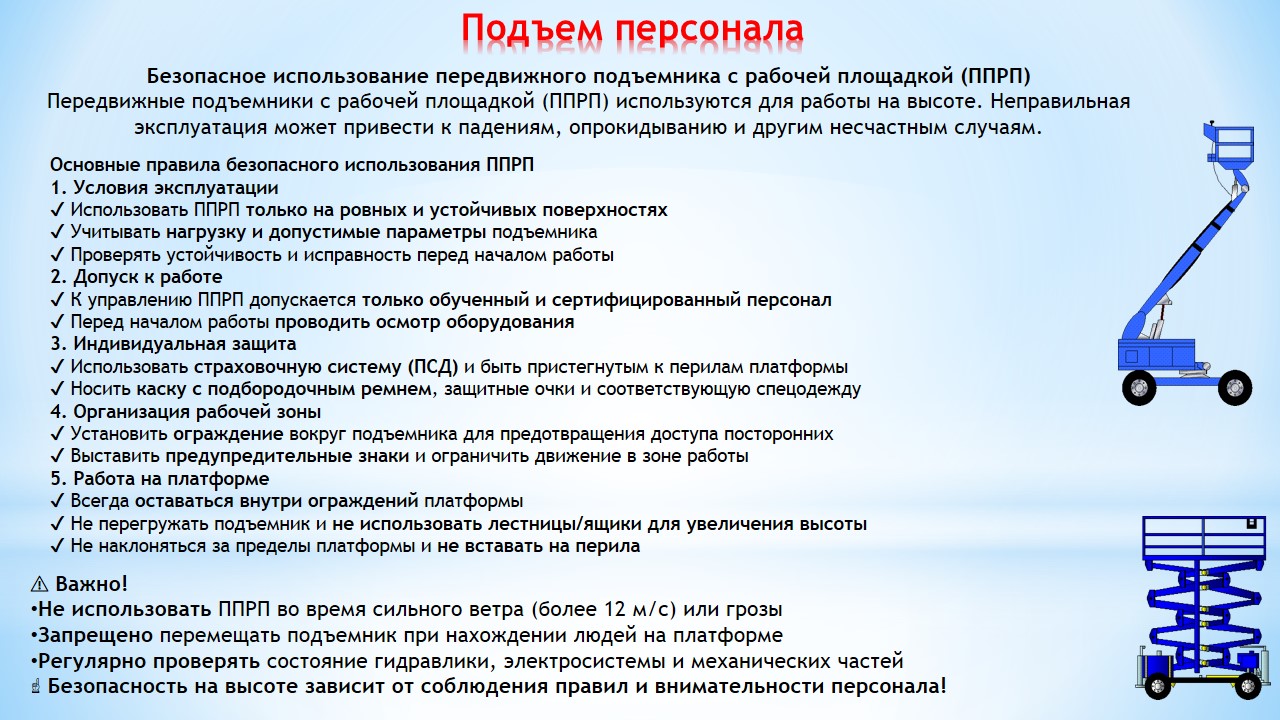 Подъем персонала
Безопасное использование передвижного подъемника с рабочей площадкой (ППРП)
Передвижные подъемники с рабочей площадкой (ППРП) используются для работы на высоте. Неправильная
эксплуатация может привести к падениям, опрокидыванию и другим несчастным случаям.
Основные правила безопасного использования ППРП
1. Условия эксплуатации
✓ Использовать ППРП только на ровных и устойчивых поверхностях
✓ Учитывать нагрузку и допустимые параметры подъемника
✓ Проверять устойчивость и исправность перед началом работы
2. Допуск к работе
✓ К управлению ППРП допускается только обученный и сертифицированный персонал
✓ Перед началом работы проводить осмотр оборудования
3. Индивидуальная защита
✓ Использовать страховочную систему (ПСД) и быть пристегнутым к перилам платформы
✓ Носить каску с подбородочным ремнем, защитные очки и соответствующую спецодежду
4. Организация рабочей зоны
✓ Установить ограждение вокруг подъемника для предотвращения доступа посторонних
✓ Выставить предупредительные знаки и ограничить движение в зоне работы
5. Работа на платформе
✓ Всегда оставаться внутри ограждений платформы
✓ Не перегружать подъемник и не использовать лестницы/ящики для увеличения высоты
✓ Не наклоняться за пределы платформы и не вставать на перила
⚠ Важно!
•Не использовать ППРП во время сильного ветра (более 12 м/с) или грозы
•Запрещено перемещать подъемник при нахождении людей на платформе
•Регулярно проверять состояние гидравлики, электросистемы и механических частей
☝ Безопасность на высоте зависит от соблюдения правил и внимательности персонала!